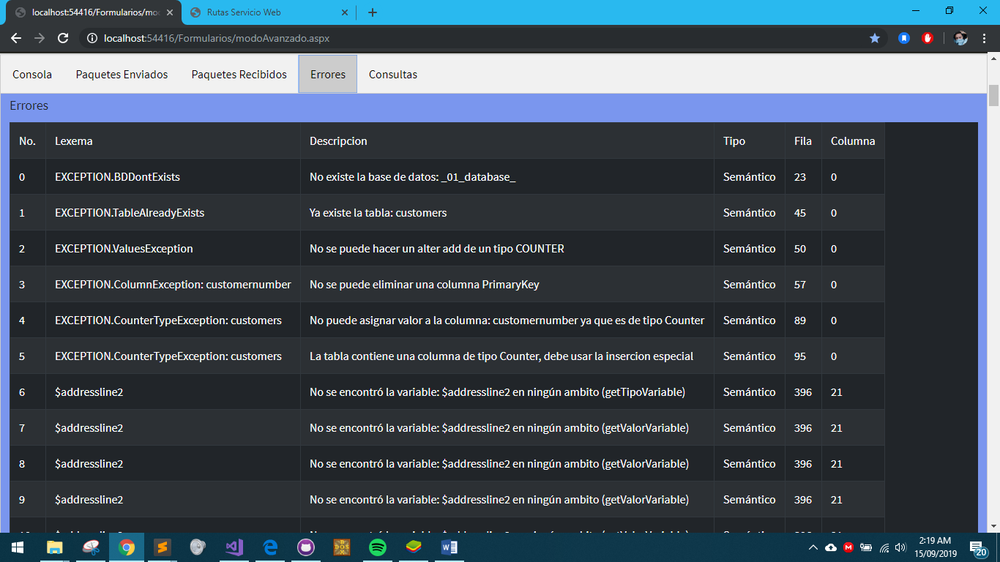 localhost:54416/Formularios/mod
Rutas Servicio Web
localhost:54416/Formularios/modoAvanzado.aspx
Consola Paquetes Enviados Paquetes Recibidos Errores Consultas
Errores
No. Lexema Descripcion Tipo Fila Columna
0 EXCEPTION.BDDontExists No existe la base de datos: _01_database_ Semántico 23 0
1 EXCEPTION.TableAlreadyExists Ya existe la tabla: customers Semántico 45 0
2 EXCEPTION.ValuesException No se puede hacer un alter add de un tipo COUNTER Semántico 50 0
3 EXCEPTION.ColumnException: customernumber No se puede eliminar una columna PrimaryKey Semántico 57 0
4 EXCEPTION.CounterTypeException: customers No puede asignar valor a la columna: customernumber ya que es de tipo Counter Semántico 89 0
5 EXCEPTION.CounterTypeException: customers La tabla contiene una columna de tipo Counter, debe usar la insercion especial Semántico 95 0
6 $addressline2 No se encontró la variable: $addressline2 en ningún ambito (getTipoVariable) Semántico 396 21
7 $addressline2 No se encontró la variable: $addressline2 en ningún ambito (getValorVariable) Semántico 396 21
8 $addressline2 No se encontró la variable: $addressline2 en ningún ambito (getValorVariable) Semántico 396 21
9 $addressline2 No se encontró la variable: $addressline2 en ningún ambito (getValorVariable) Semántico 396 21
2:19 AM
15/09/2019
20